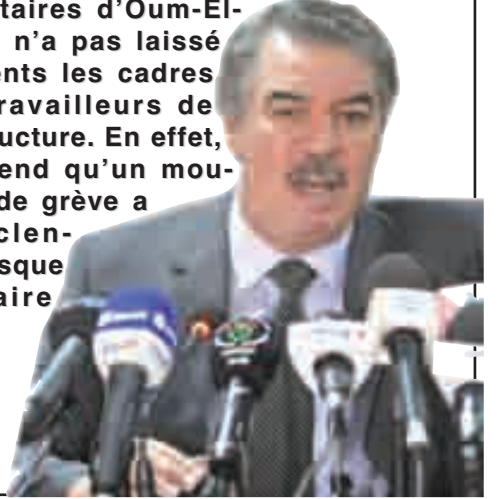 taires d'Oum-El-
n'a pas laissé
ents les cadres
ravailleurs de
ucture. En effet,
end qu'un mou-
de grève a
clen-
sque
aire